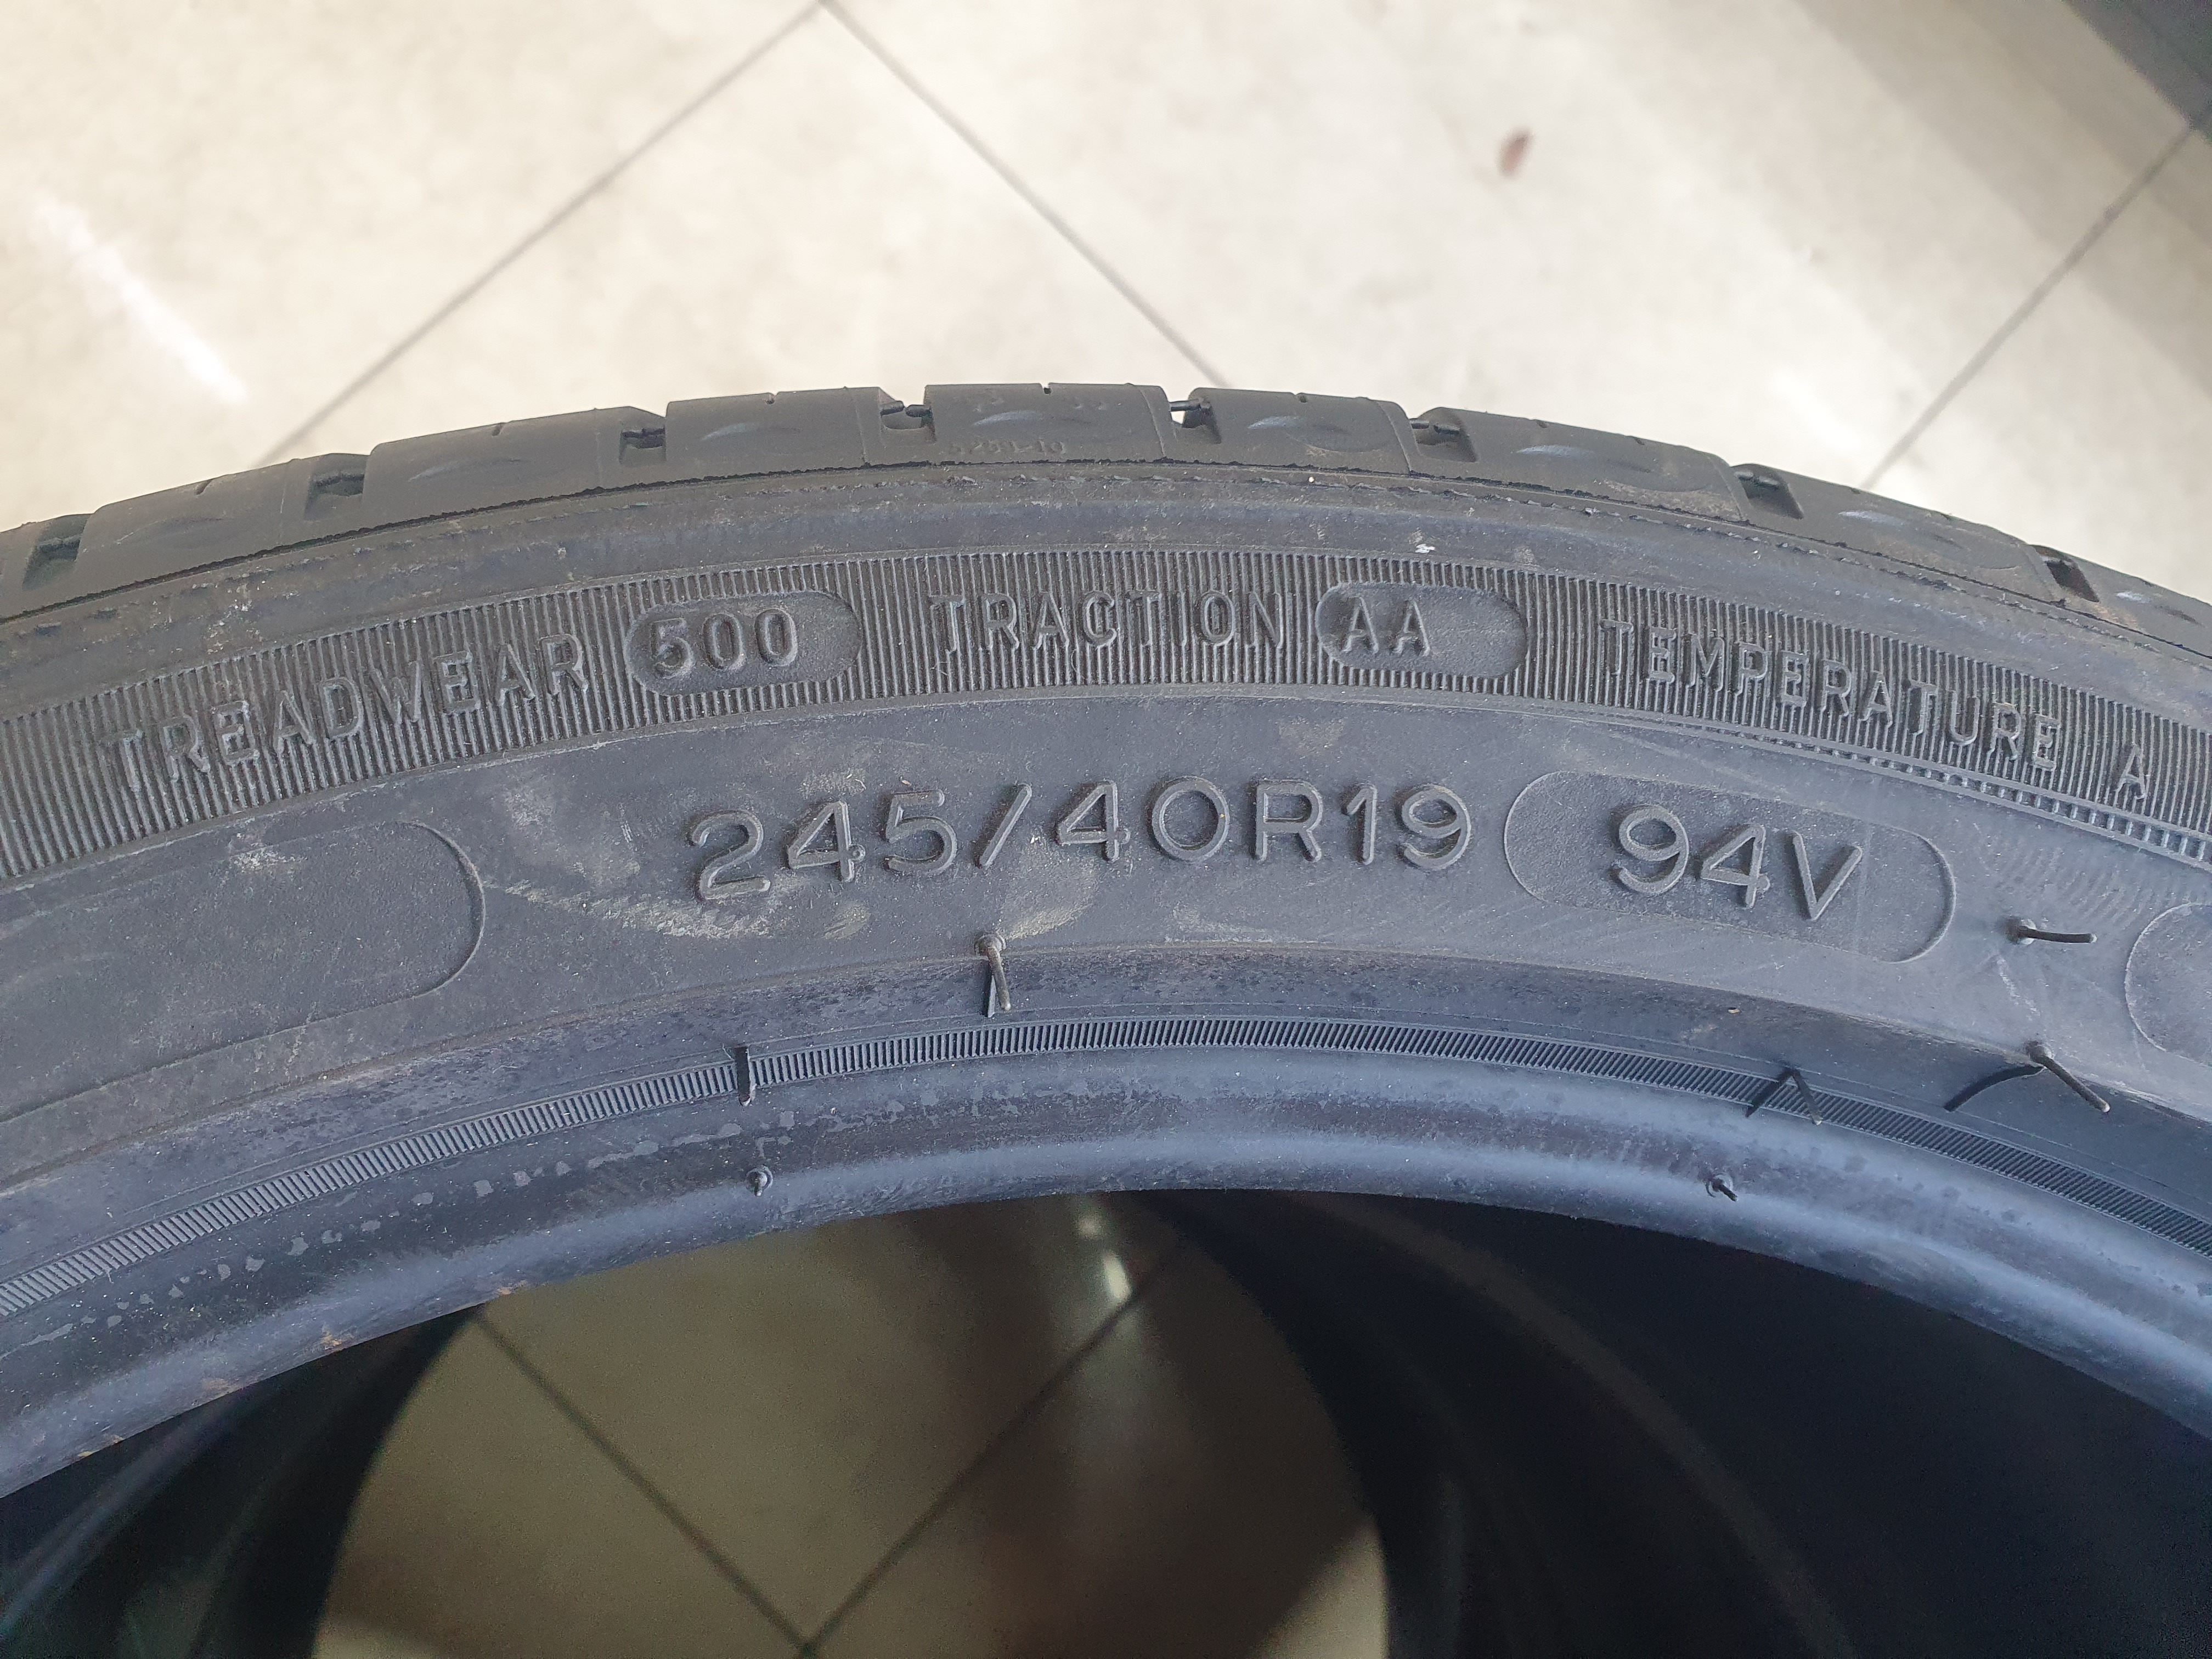 TREADWEAR 500 TRACTION AA TEMPERATURE A
245/40R19 94V